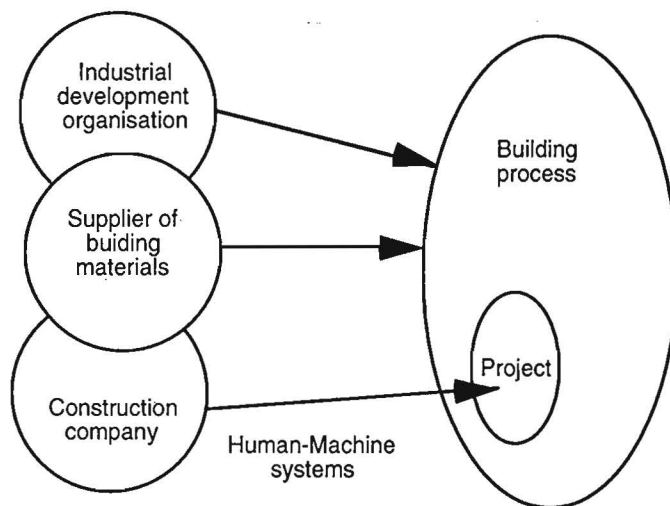 Industrial
development
organisation
Supplier of
buiding
materials
Construction
company
Human-Machine
systems
Building
process
Project